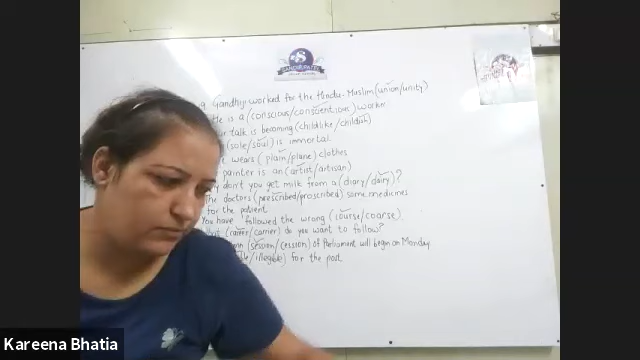 Gandhiji worked for the Hindu-Muslim (union/unity)
He is a (conscious/conscientious) worker
talk is becoming (childlike/childish)
(sole/soul) is immortal
wears (plain/plane) clothes
painter is an (artist/artisan)
don't you get milk from a (diary/dairy)?
The doctors (prescribed/proscribed) some medicines
for the patient
You have followed the wrong (course/coarse)
(career/carrier) do you want to follow?
(session/cession) of Parliament will begin on Monday
/illegible) for the post
Kareena Bhatia